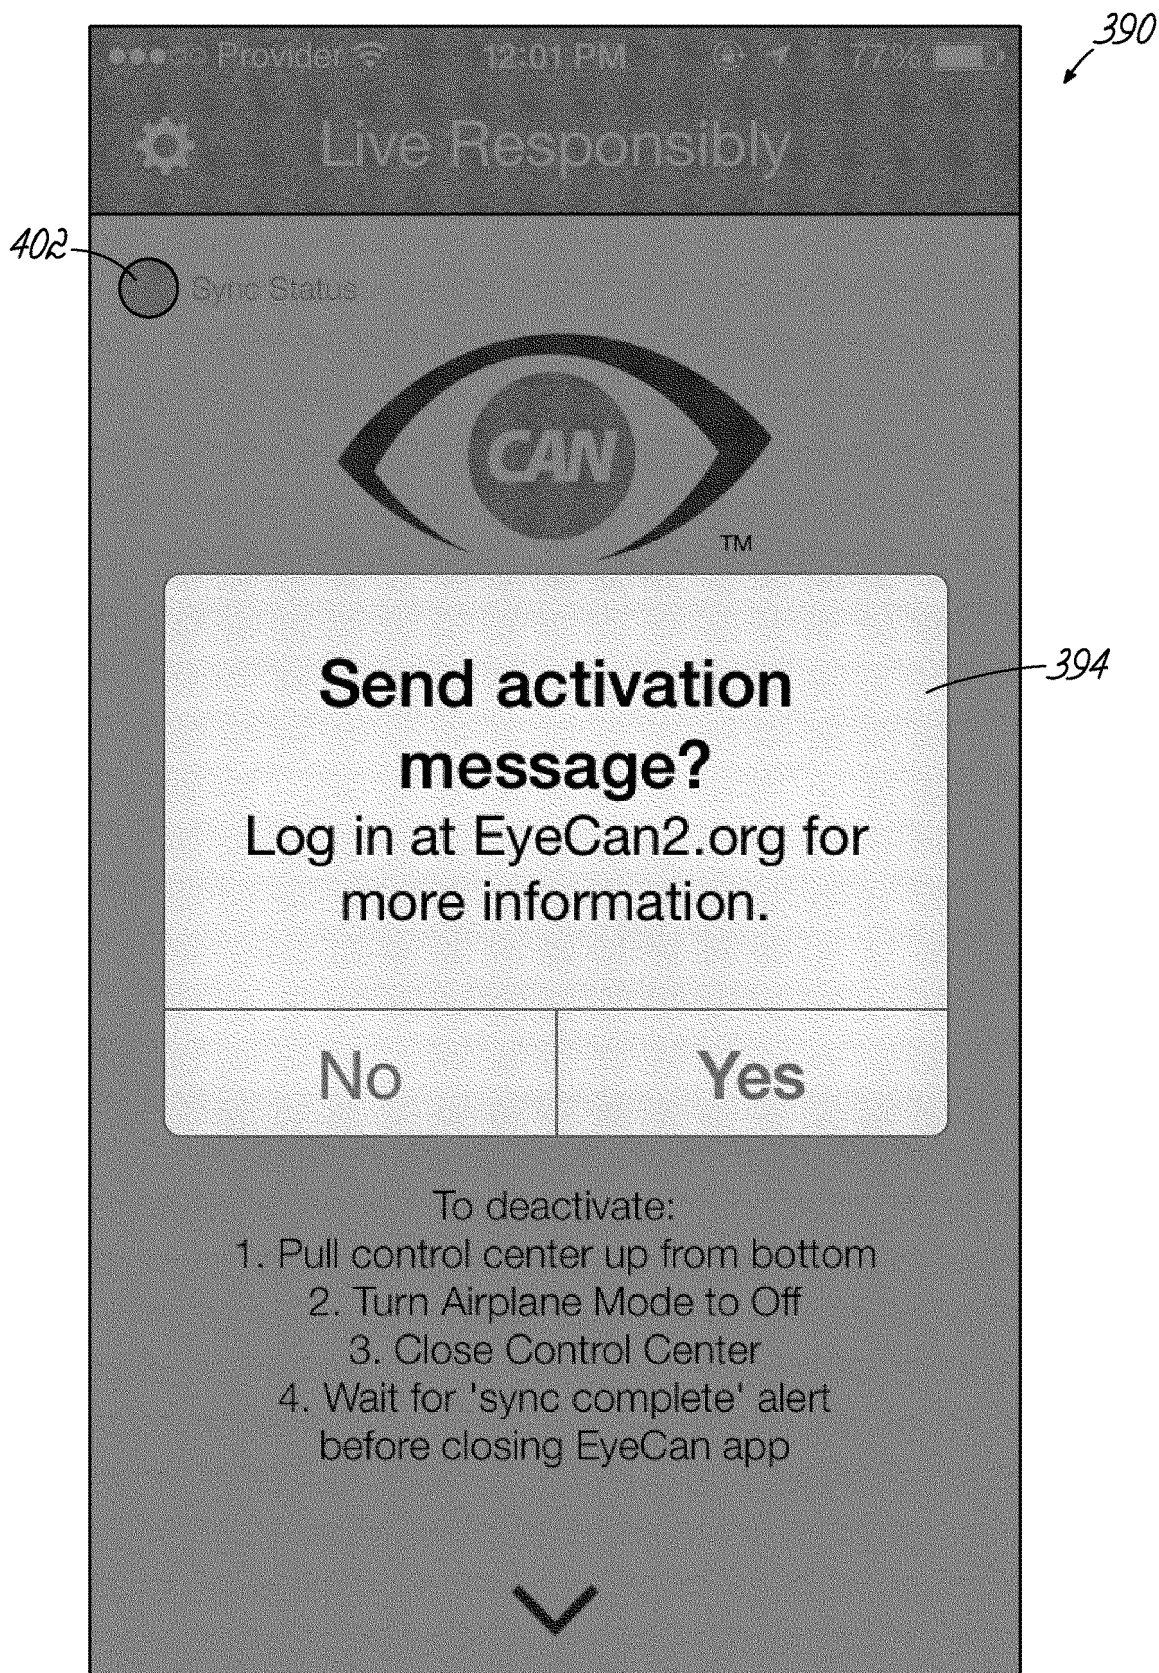 390
Provider 12:01 PM 77%
Live Responsibly
402
Sync Status
CAN
TM
Send activation
message?
394
Log in at EyeCan2.org for
more information.
No Yes
To deactivate:
1. Pull control center up from bottom
2. Turn Airplane Mode to Off
3. Close Control Center
4. Wait for 'sync complete' alert
before closing EyeCan app